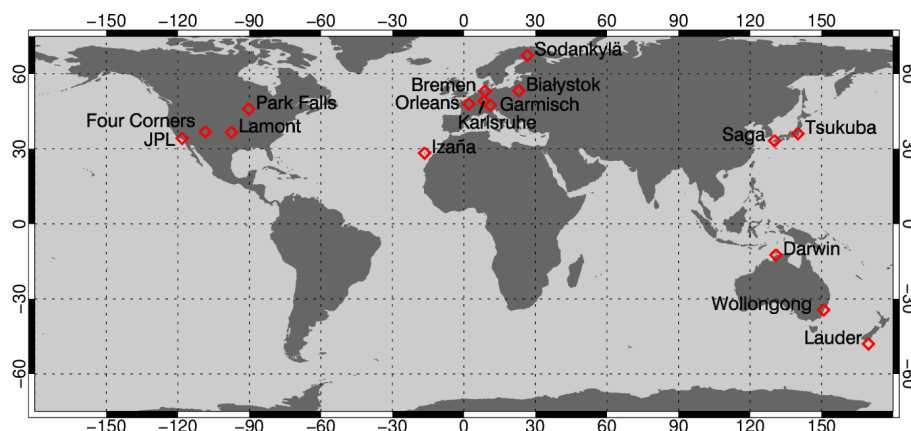 −150 −120 −90 −60 −30 0 30 60 90 120 150
Sodankylä
60 60
Bremen Białystok
Orleans Garmisch
Park Falls
Karlsruhe
Four Corners Lamont
Tsukuba
JPL Saga
30 30
Izaña
0 0
Darwin
−30 −30
Wollongong
Lauder
−60 −60
−150 −120 −90 −60 −30 0 30 60 90 120 150